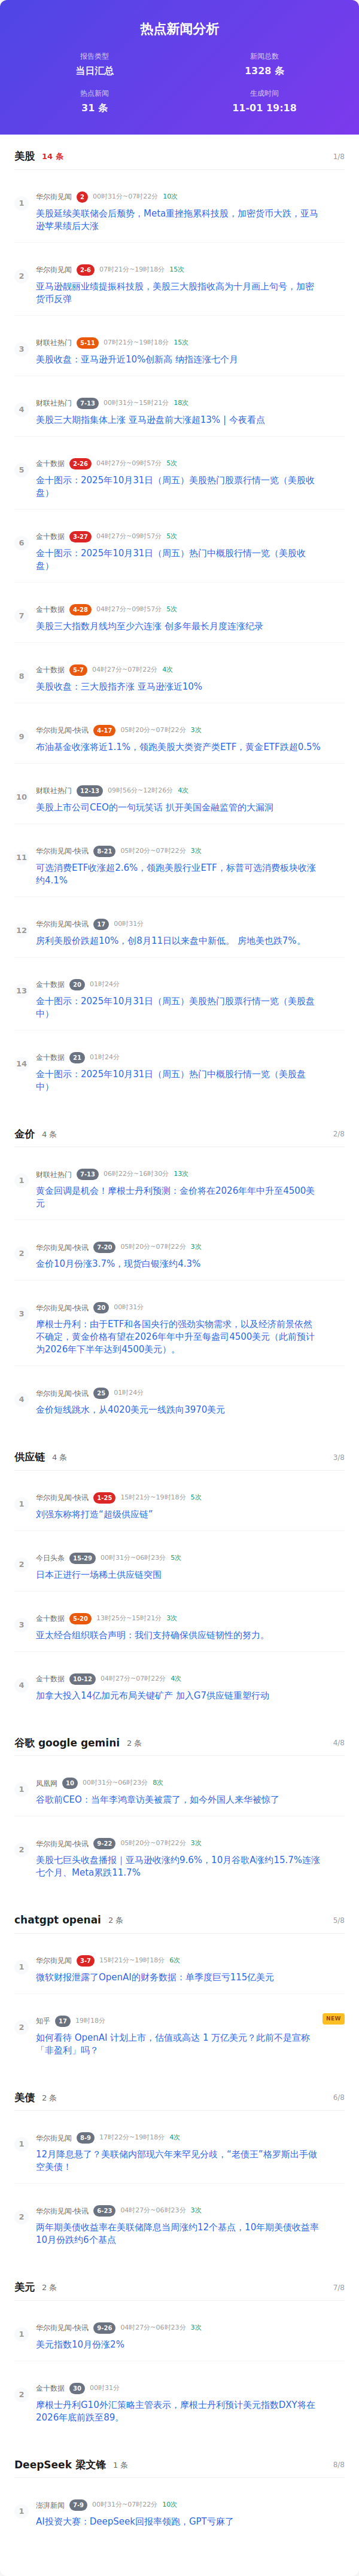 热点新闻分析
报告类型
当日汇总
新闻总数
1328 条
热点新闻
31 条
生成时间
11-01 19:18
美股 14 条 1/8
1
华尔街见闻 2 00时31分~07时22分 10次
美股延续美联储会后颓势，Meta重挫拖累科技股，加密货币大跌，亚马
逊苹果绩后大涨
2
华尔街见闻 2-6 07时21分~19时18分 15次
亚马逊靓丽业绩提振科技股，美股三大股指收高为十月画上句号，加密
货币反弹
3
财联社热门 5-11 07时21分~19时18分 15次
美股收盘：亚马逊升近10%创新高 纳指连涨七个月
4
财联社热门 7-13 00时31分~15时21分 18次
美股三大期指集体上涨 亚马逊盘前大涨超13% | 今夜看点
5
金十数据 2-26 04时27分~09时57分 5次
金十图示：2025年10月31日（周五）美股热门股票行情一览（美股收
盘）
6
金十数据 3-27 04时27分~09时57分 5次
金十图示：2025年10月31日（周五）热门中概股行情一览（美股收
盘）
7
金十数据 4-28 04时27分~09时57分 5次
美股三大指数月线均至少六连涨 创多年最长月度连涨纪录
8
金十数据 5-7 04时27分~07时22分 4次
美股收盘：三大股指齐涨 亚马逊涨近10%
9
华尔街见闻-快讯 4-17 05时20分~07时22分 3次
布油基金收涨将近1.1%，领跑美股大类资产类ETF，黄金ETF跌超0.5%
10
财联社热门 12-13 09时56分~12时26分 4次
美股上市公司CEO的一句玩笑话 扒开美国金融监管的大漏洞
11
华尔街见闻-快讯 8-21 05时20分~07时22分 3次
可选消费ETF收涨超2.6%，领跑美股行业ETF，标普可选消费板块收涨
约4.1%
12
华尔街见闻-快讯 17 00时31分
房利美股价跌超10%，创8月11日以来盘中新低。 房地美也跌7%。
13
金十数据 20 01时24分
金十图示：2025年10月31日（周五）美股热门股票行情一览（美股盘
中）
14
金十数据 21 01时24分
金十图示：2025年10月31日（周五）热门中概股行情一览（美股盘
中）
金价 4 条 2/8
1
财联社热门 7-13 06时22分~16时30分 13次
黄金回调是机会！摩根士丹利预测：金价将在2026年年中升至4500美
元
2
华尔街见闻-快讯 7-20 05时20分~07时22分 3次
金价10月份涨3.7%，现货白银涨约4.3%
3
华尔街见闻-快讯 20 00时31分
摩根士丹利：由于ETF和各国央行的强劲实物需求，以及经济前景依然
不确定，黄金价格有望在2026年年中升至每盎司4500美元（此前预计
为2026年下半年达到4500美元）。
4
华尔街见闻-快讯 25 01时24分
金价短线跳水，从4020美元一线跌向3970美元
供应链 4 条 3/8
1
华尔街见闻-快讯 1-25 15时21分~19时18分 5次
刘强东称将打造“超级供应链”
2
今日头条 15-29 00时31分~06时23分 5次
日本正进行一场稀土供应链突围
3
金十数据 5-20 13时25分~15时21分 3次
亚太经合组织联合声明：我们支持确保供应链韧性的努力。
4
金十数据 10-12 04时27分~07时22分 4次
加拿大投入14亿加元布局关键矿产 加入G7供应链重塑行动
谷歌 google gemini 2 条 4/8
1
凤凰网 10 00时31分~06时23分 8次
谷歌前CEO：当年李鸿章访美被震了，如今外国人来华被惊了
2
华尔街见闻-快讯 9-22 05时20分~07时22分 3次
美股七巨头收盘播报｜亚马逊收涨约9.6%，10月谷歌A涨约15.7%连涨
七个月、Meta累跌11.7%
chatgpt openai 2 条 5/8
1
华尔街见闻 3-7 15时21分~19时18分 6次
微软财报泄露了OpenAI的财务数据：单季度巨亏115亿美元
2
知乎 17 19时18分 NEW
如何看待 OpenAI 计划上市，估值或高达 1 万亿美元？此前不是宣称
「非盈利」吗？
美债 2 条 6/8
1
华尔街见闻 8-9 17时22分~19时18分 4次
12月降息悬了？美联储内部现六年来罕见分歧，“老债王”格罗斯出手做
空美债！
2
华尔街见闻-快讯 6-23 04时27分~06时23分 3次
两年期美债收益率在美联储降息当周涨约12个基点，10年期美债收益率
10月份跌约6个基点
美元 2 条 7/8
1
华尔街见闻-快讯 9-26 04时27分~06时23分 3次
美元指数10月份涨2%
2
金十数据 30 00时31分
摩根士丹利G10外汇策略主管表示，摩根士丹利预计美元指数DXY将在
2026年底前跌至89。
DeepSeek 梁文锋 1 条 8/8
1
澎湃新闻 7-9 00时31分~07时22分 10次
AI投资大赛：DeepSeek回报率领跑，GPT亏麻了